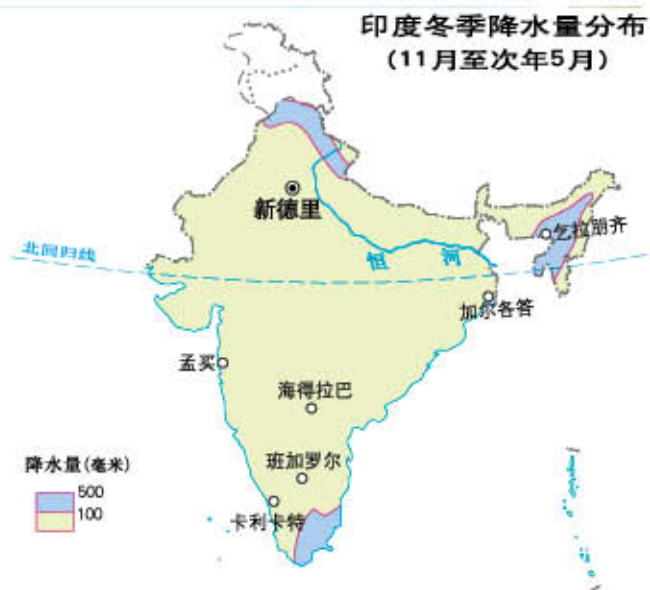 印度冬季降水量分布
(11月至次年5月)
新德里
乞拉朋齐
北回归线
恒河
加尔各答
孟买
海得拉巴
降水量(毫米)
班加罗尔
500
100
卡利卡特